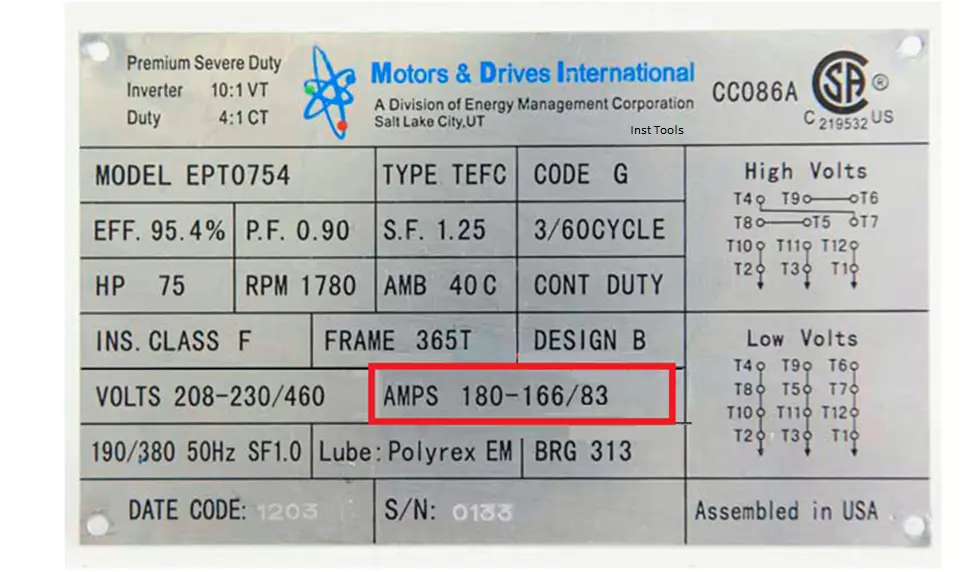 Premium Severe Duty
Inverter 10:1 VT
Duty 4:1 CT
Motors & Drives International
A Division of Energy Management Corporation
Salt Lake City,UT
Inst Tools
CC086A
CSA ®
C 219532 US
MODEL EPT0754 TYPE TEFC CODE G
EFF. 95.4% P.F. 0.90 S.F. 1.25 3/60CYCLE
HP 75 RPM 1780 AMB 40C CONT DUTY
INS. CLASS F FRAME 365T DESIGN B
VOLTS 208-230/460 AMPS 180-166/83
190/380 50Hz SF1.0 Lube: Polyrex EM BRG 313
DATE CODE: 1203 S/N: 0133
High Volts
T4 T9 T6
T8 T5 T7
T10 T11 T12
T2 T3 T1
Low Volts
T4 T9 T6
T8 T5 T7
T10 T11 T12
T2 T3 T1
Assembled in USA